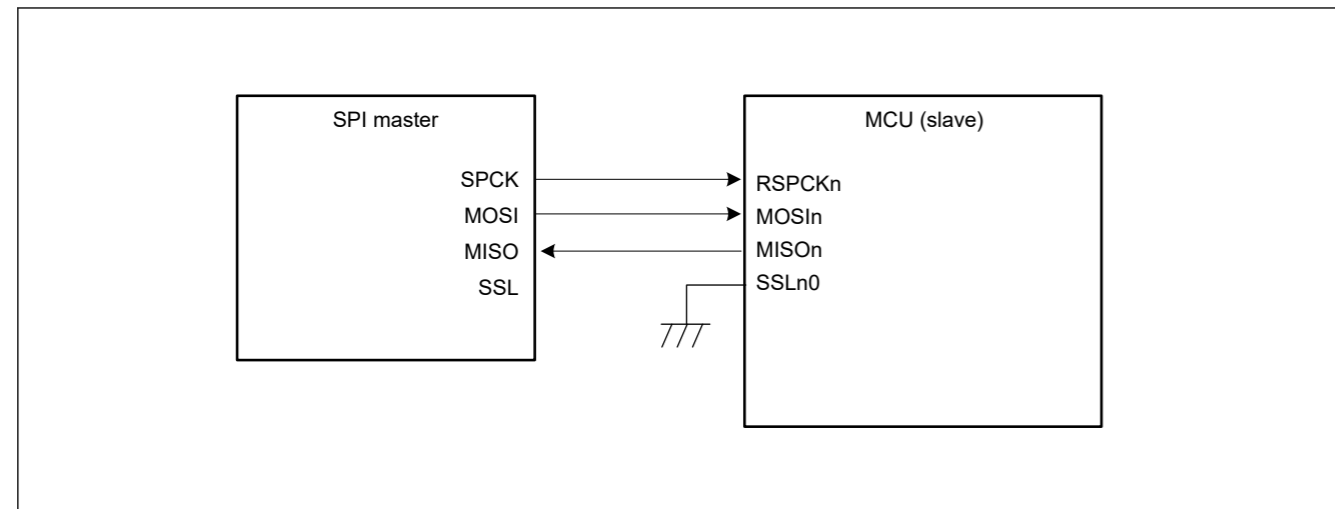 SPI master
SPCK
MOSI
MISO
SSL
MCU (slave)
RSPCKn
MOSIn
MISOn
SSLn0